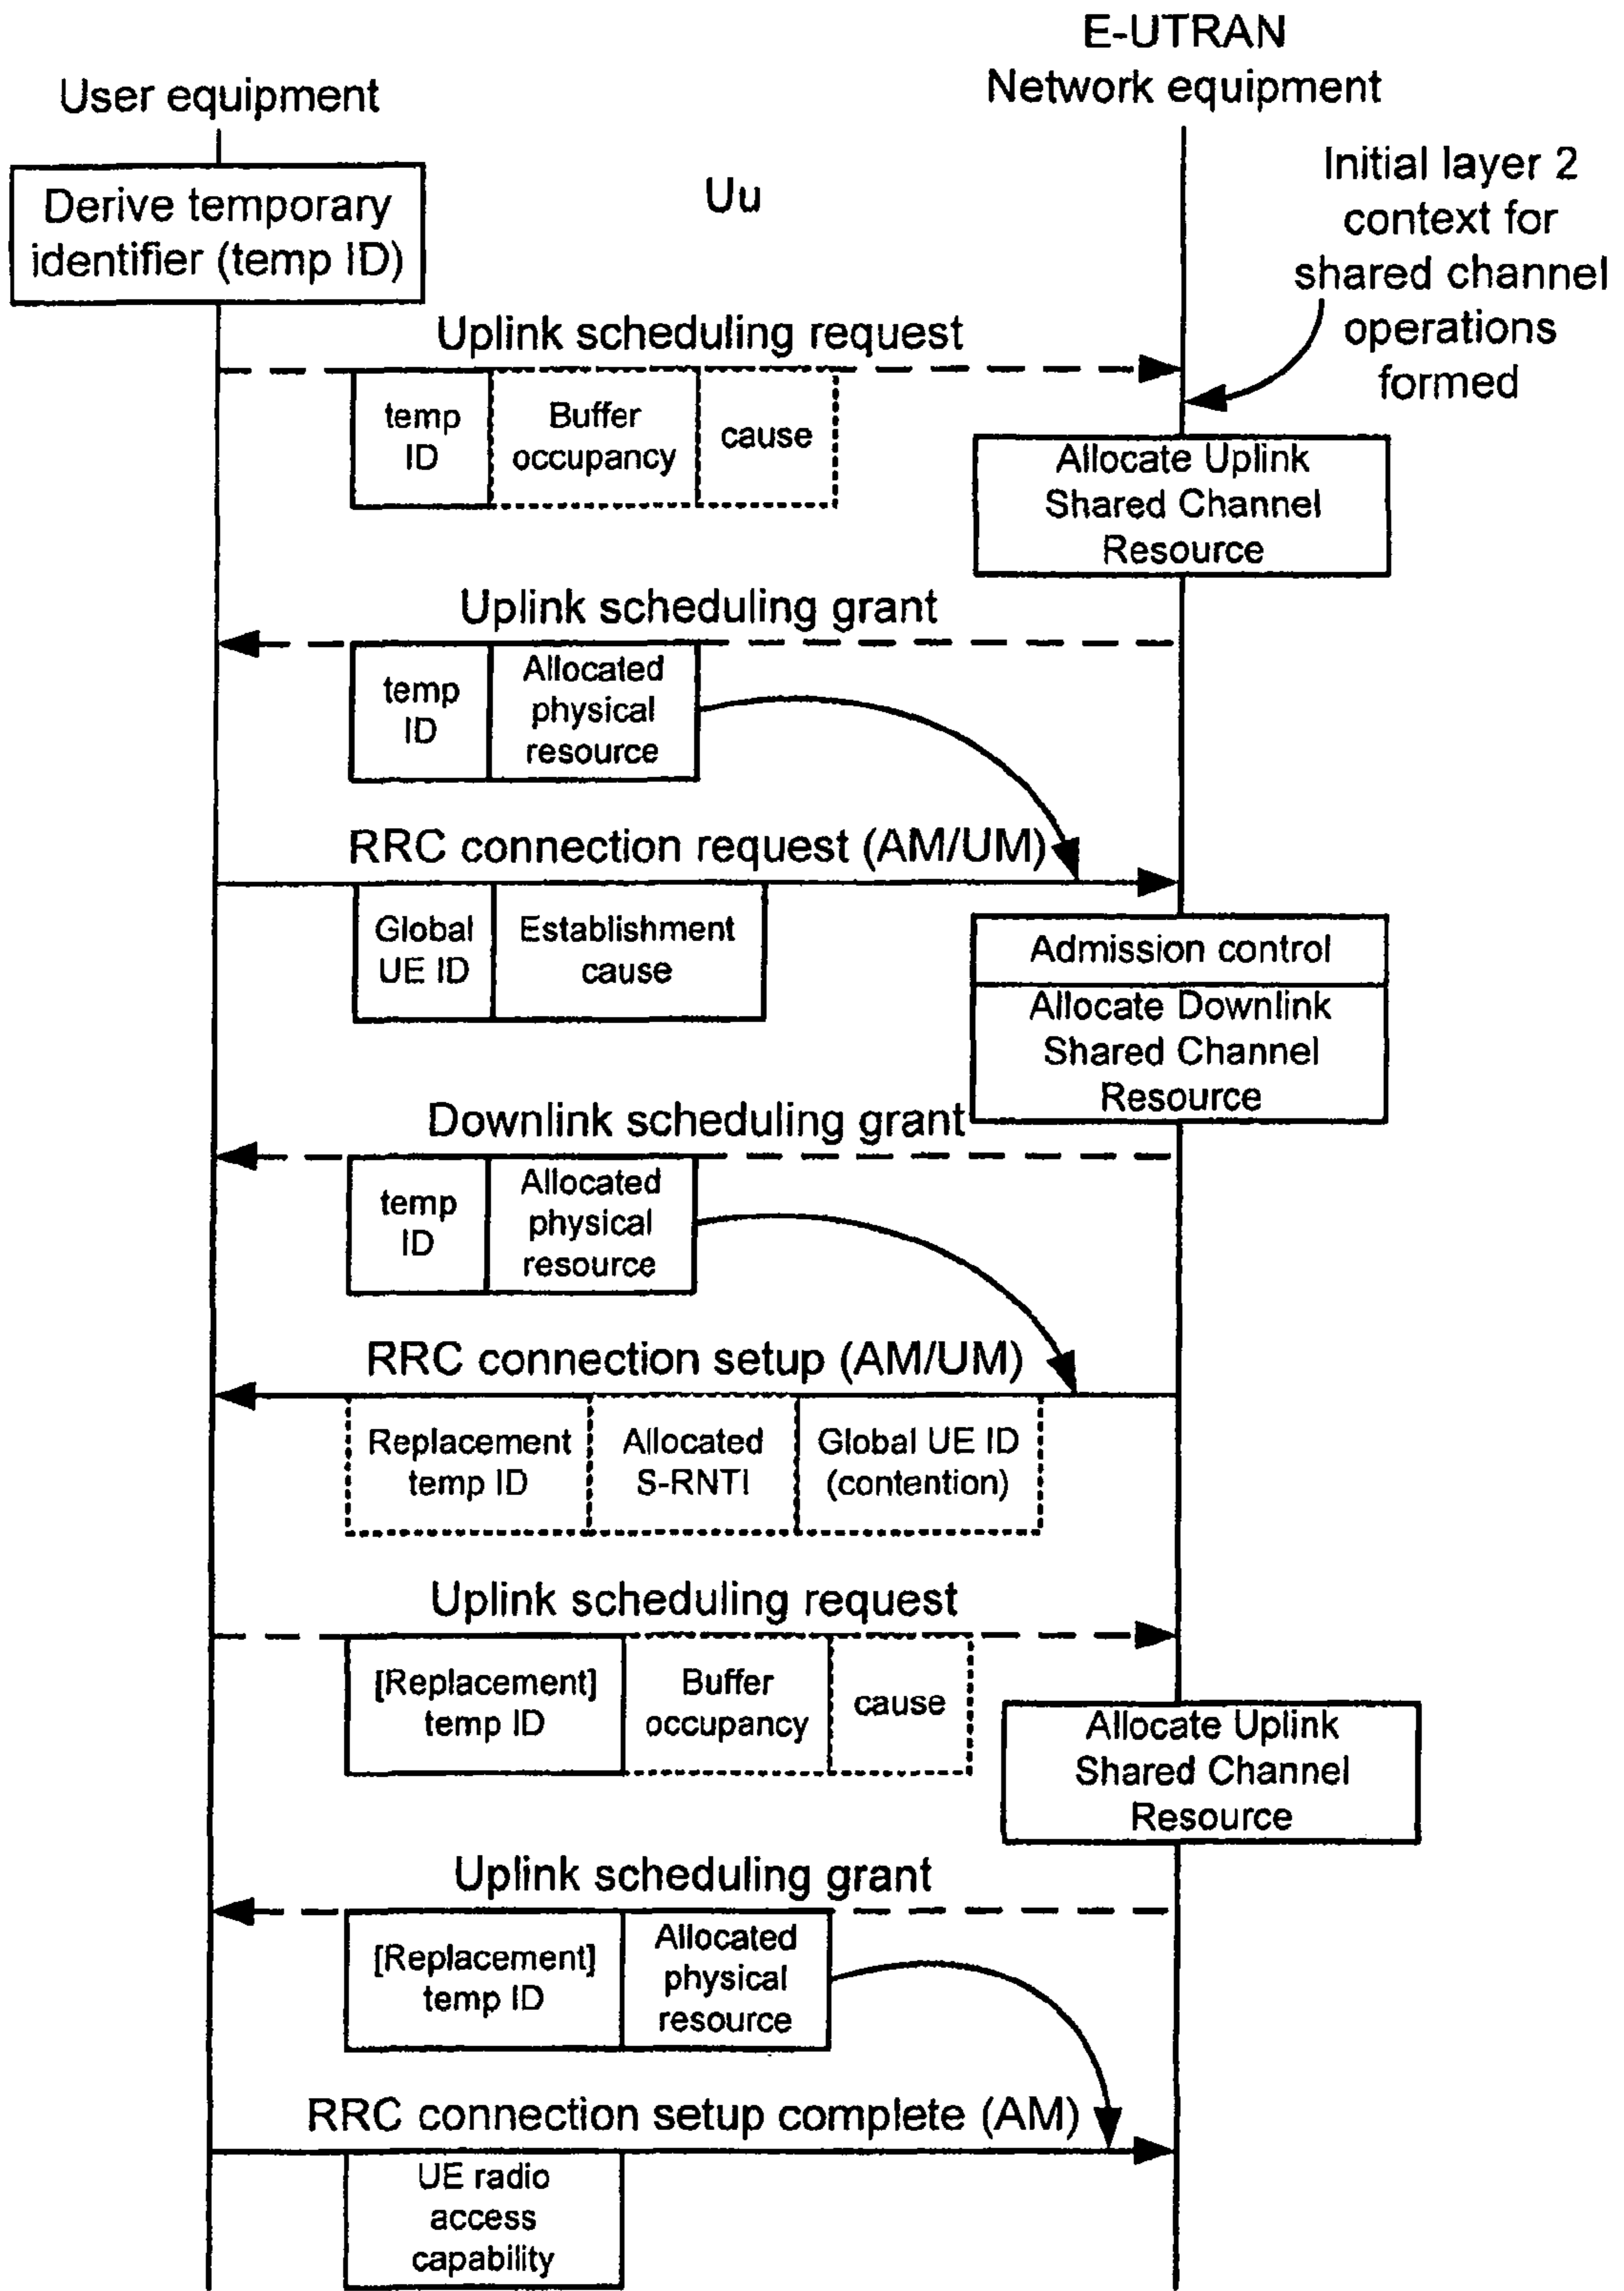 E-UTRAN
Network equipment
User equipment
Initial layer 2
context for
shared channel
operations
formed
Derive temporary
identifier (temp ID)
Uu
Uplink scheduling request
temp
ID
Buffer
occupancy
cause
Allocate Uplink
Shared Channel
Resource
Uplink scheduling grant
temp
ID
Allocated
physical
resource
RRC connection request (AM/UM)
Global
UE ID
Establishment
cause
Admission control
Allocate Downlink
Shared Channel
Resource
Downlink scheduling grant
temp
ID
Allocated
physical
resource
RRC connection setup (AM/UM)
Replacement
temp ID
Allocated
S-RNTI
Global UE ID
(contention)
Uplink scheduling request
[Replacement]
temp ID
Buffer
occupancy
cause
Allocate Uplink
Shared Channel
Resource
Uplink scheduling grant
[Replacement]
temp ID
Allocated
physical
resource
RRC connection setup complete (AM)
UE radio
access
capability